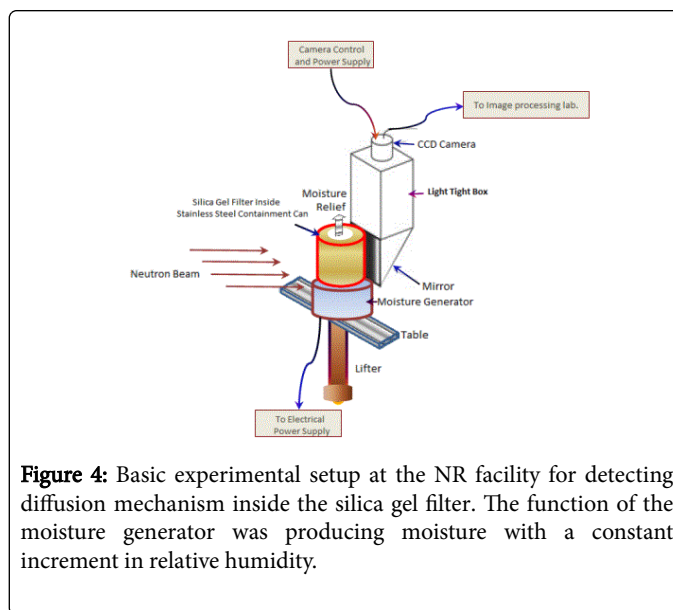 Camera Control
and Power Supply
To Image processing lab.
CCD Camera
Light Tight Box
Silica Gel Filter Inside
Stainless Steel Containment Can
Moisture
Relief
Neutron Beam
Mirror
Moisture Generator
Table
Lifter
To Electrical
Power Supply
Figure 4: Basic experimental setup at the NR facility for detecting
diffusion mechanism inside the silica gel filter. The function of the
moisture generator was producing moisture with a constant
increment in relative humidity.